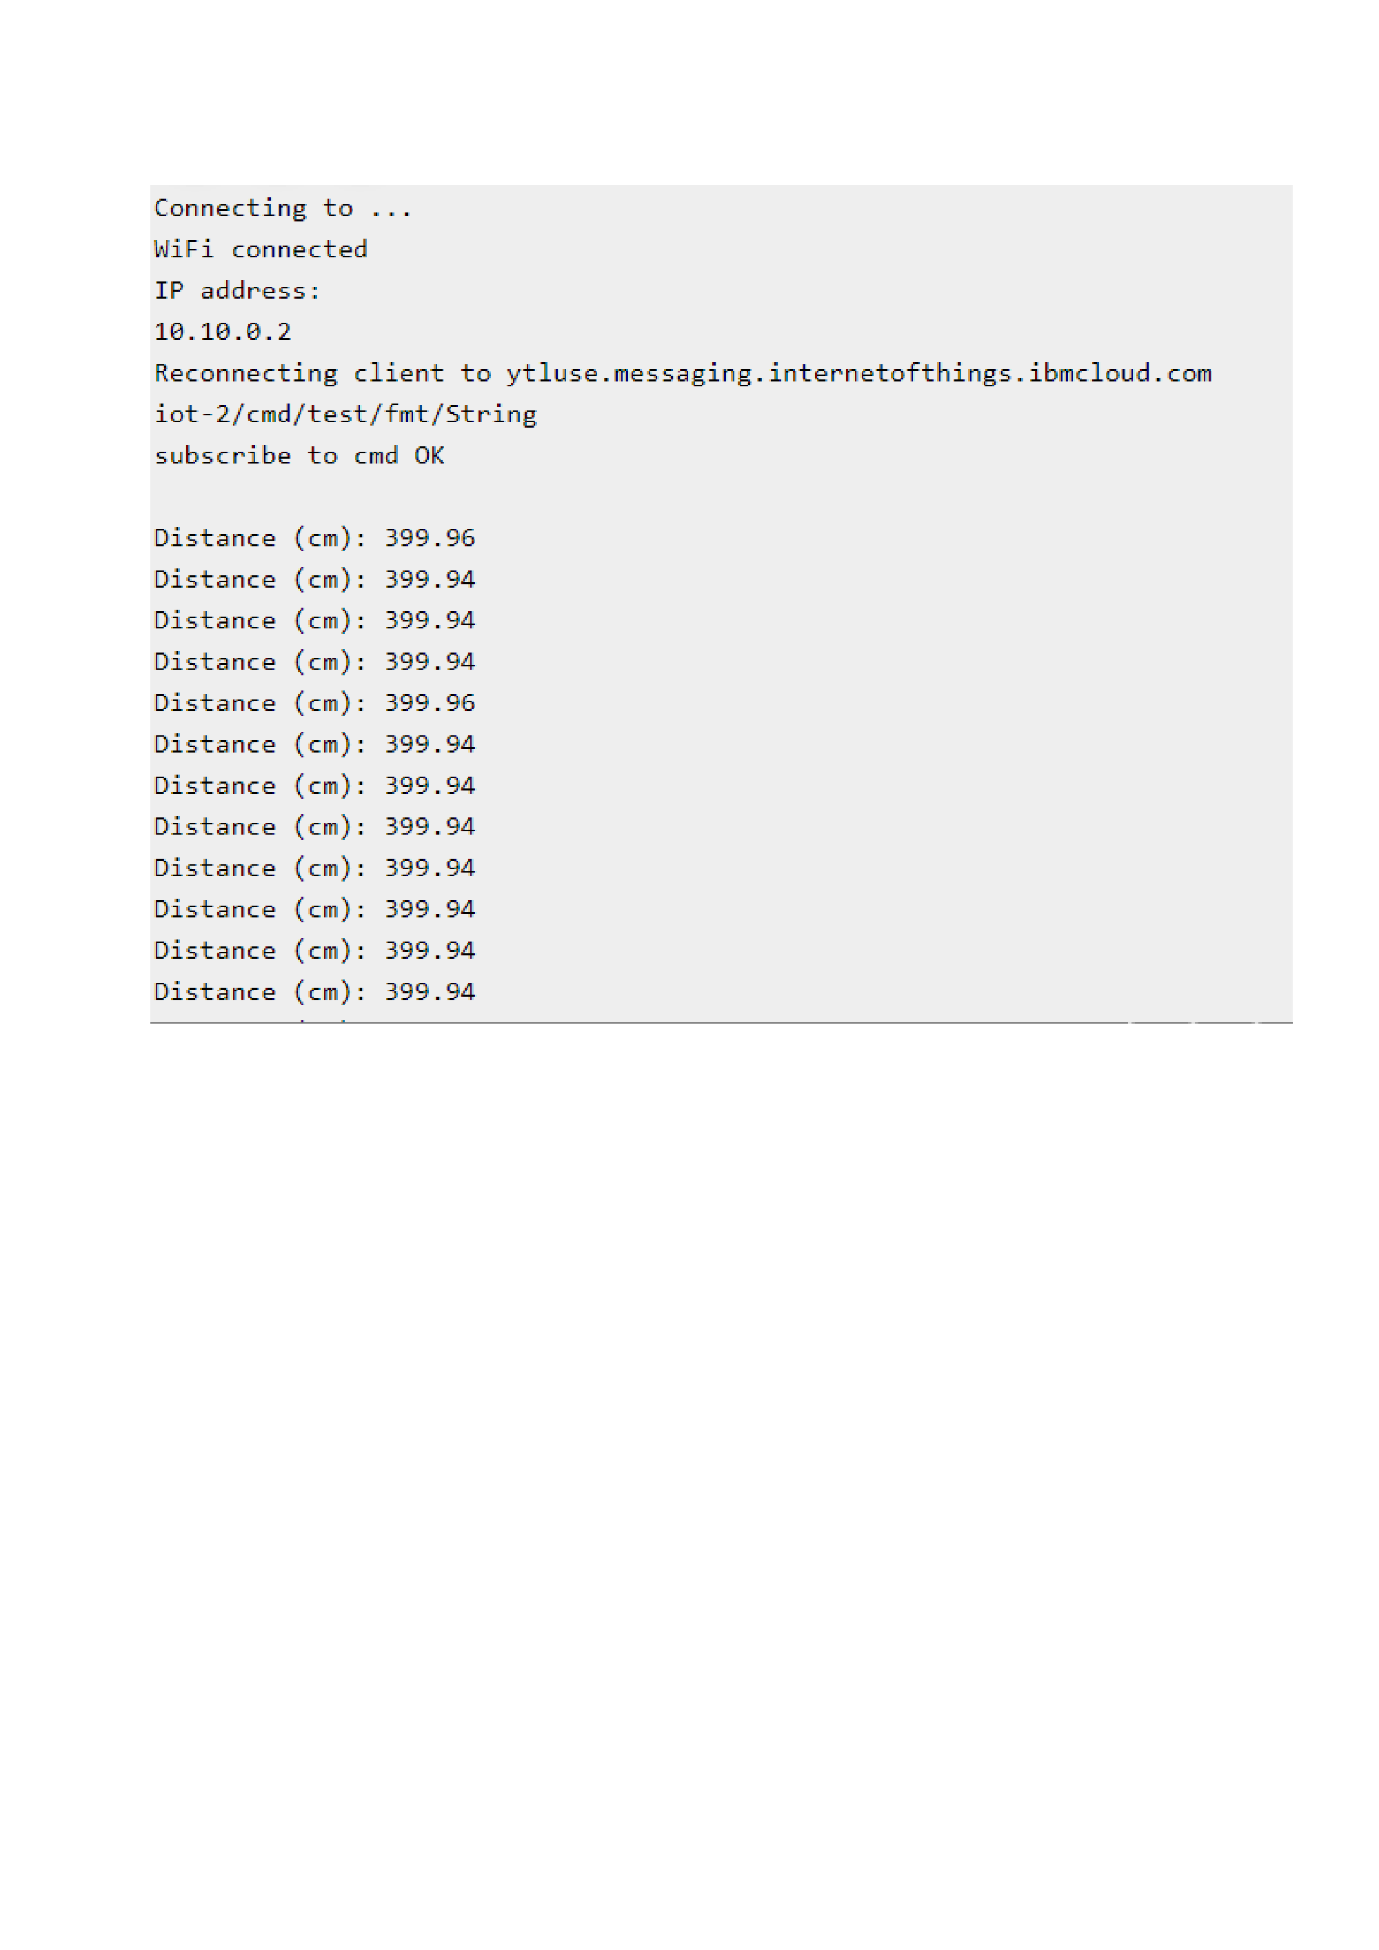 Connecting to ...
WiFi connected
IP address:
10.10.0.2
Reconnecting client to ytluse.messaging.internetofthings.ibmcloud.com
iot-2/cmd/test/fmt/String
subscribe to cmd OK

Distance (cm): 399.96
Distance (cm): 399.94
Distance (cm): 399.94
Distance (cm): 399.94
Distance (cm): 399.96
Distance (cm): 399.94
Distance (cm): 399.94
Distance (cm): 399.94
Distance (cm): 399.94
Distance (cm): 399.94
Distance (cm): 399.94
Distance (cm): 399.94